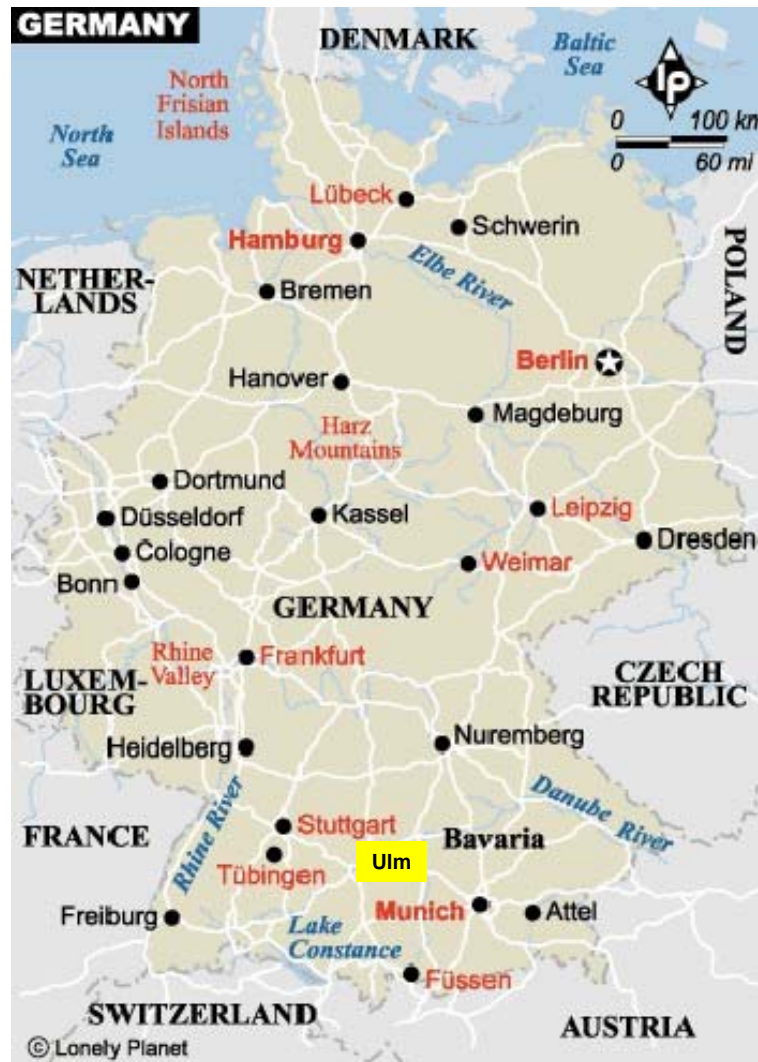 GERMANY
DENMARK
Baltic
Sea
lp
North
Frisian
Islands
North
Sea
0 100 km
0 60 mi
Lübeck
Schwerin
Hamburg
Elbe River
POLAND
NETHER-
LANDS
Bremen
Berlin
Hanover
Magdeburg
Harz
Mountains
Dortmund
Düsseldorf
Kassel
Leipzig
Cologne
Dresden
Weimar
Bonn
GERMANY
Rhine
Valley
Frankfurt
LUXEM-
BOURG
CZECH
REPUBLIC
Heidelberg
Nuremberg
Danube River
Rhine River
FRANCE
Stuttgart
Bavaria
Ulm
Tübingen
Freiburg
Munich
Attel
Lake
Constance
Füssen
SWITZERLAND
AUSTRIA
© Lonely Planet